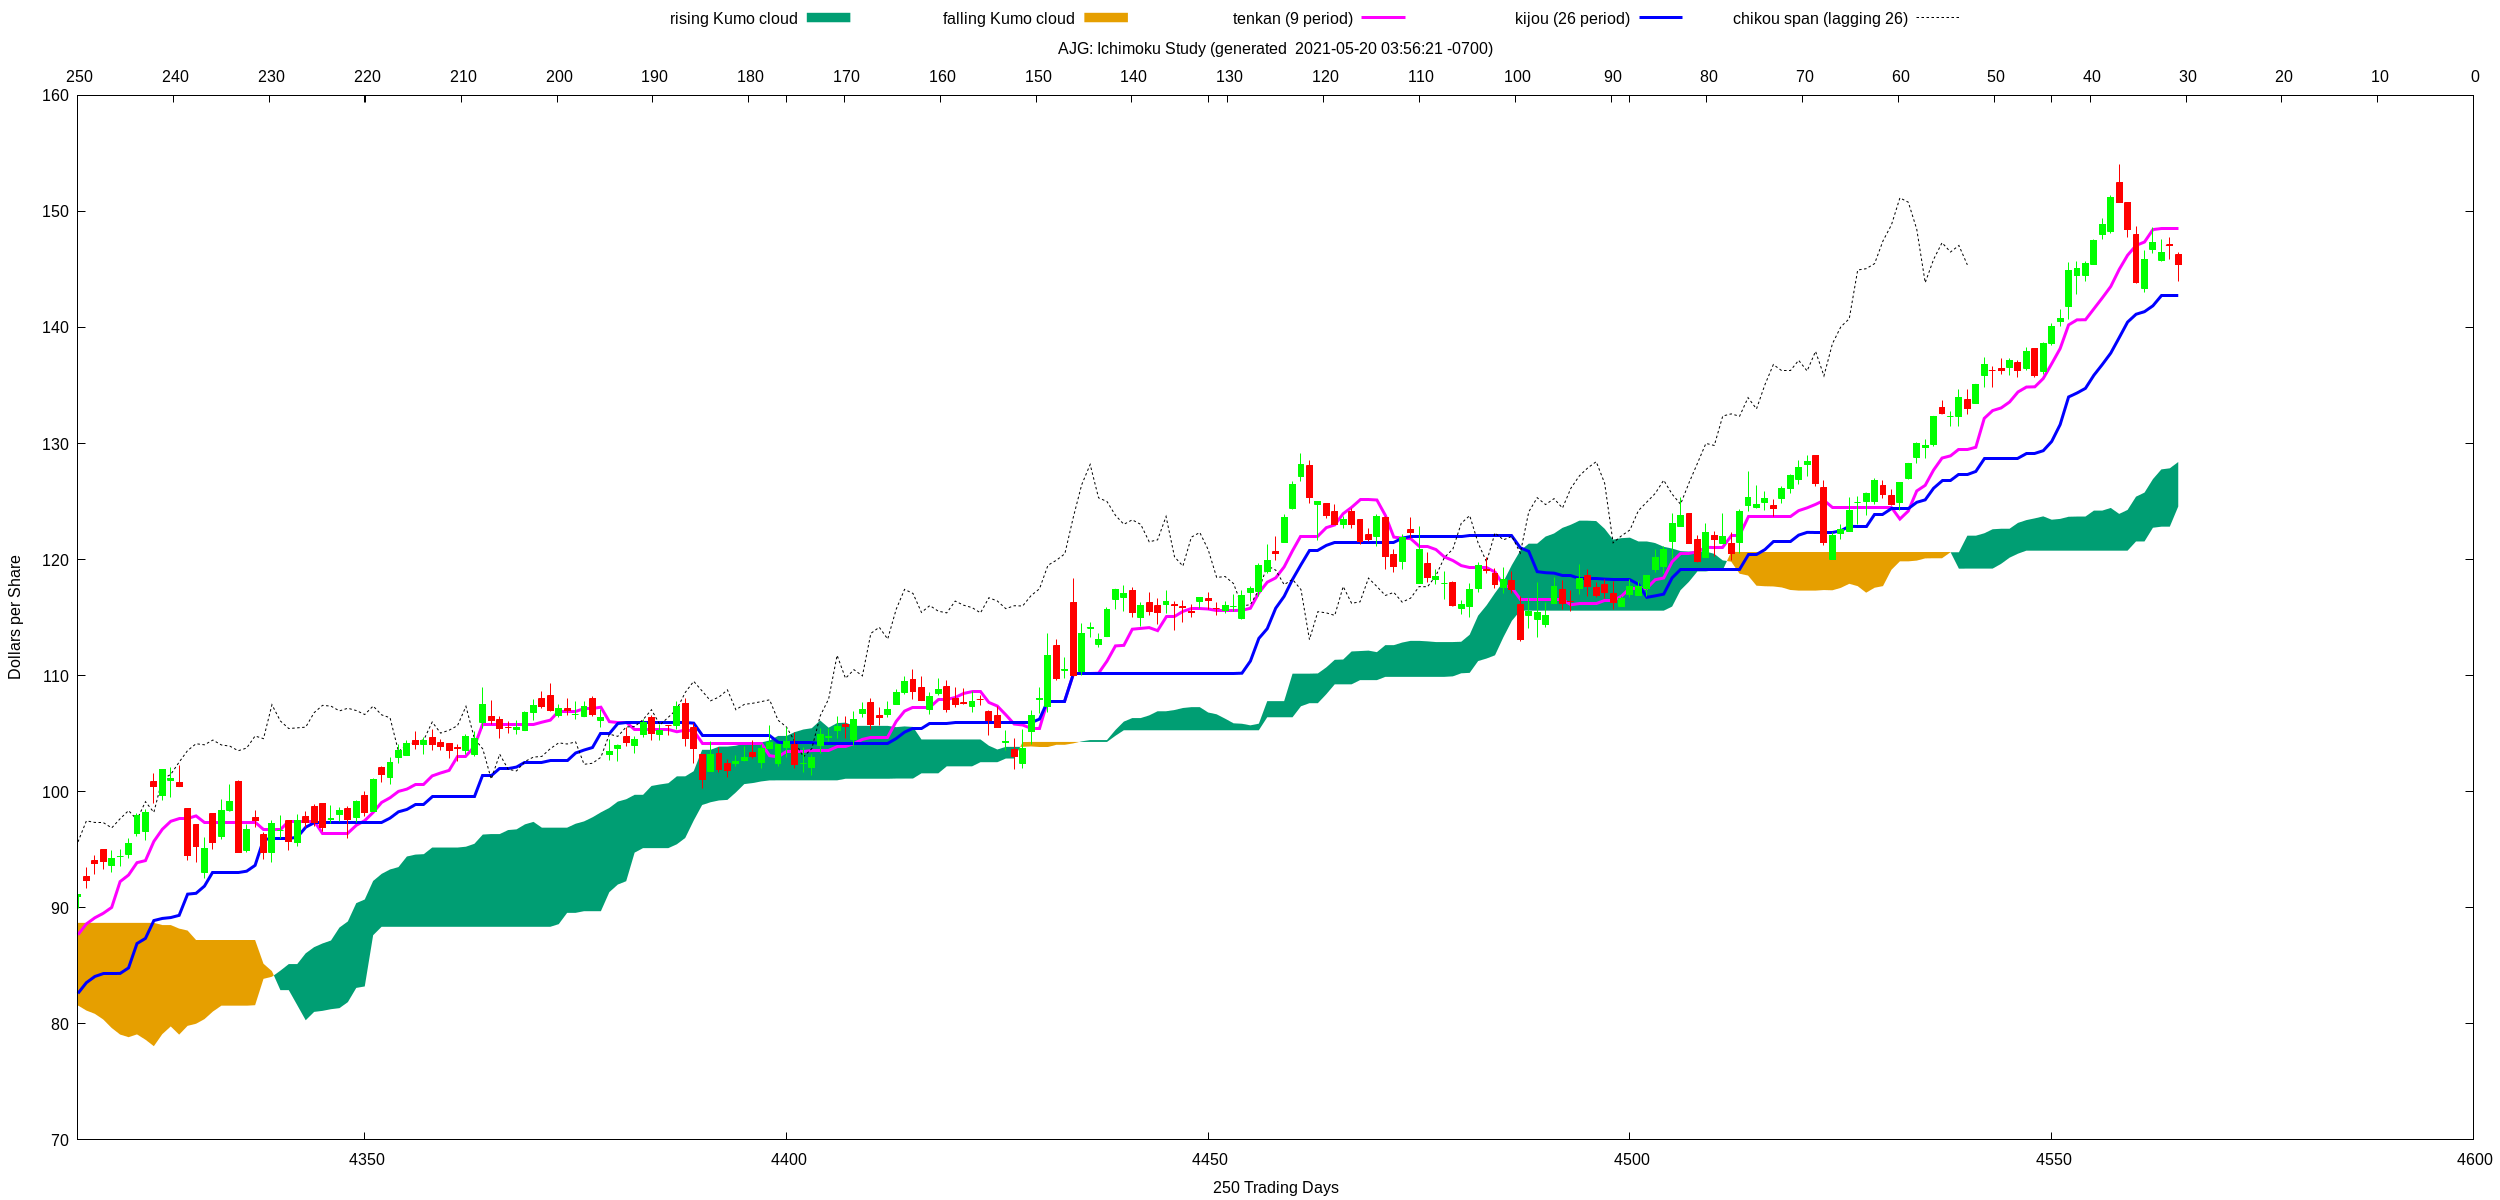 rising Kumo cloud falling Kumo cloud tenkan (9 period) kijou (26 period) chikou span (lagging 26)
AJG: Ichimoku Study (generated  2021-05-20 03:56:21 -0700)
250 240 230 220 210 200 190 180 170 160 150 140 130 120 110 100 90 80 70 60 50 40 30 20 10 0
160
150
140
130
120
110
100
90
80
70
Dollars per Share
4350 4400 4450 4500 4550 4600
250 Trading Days